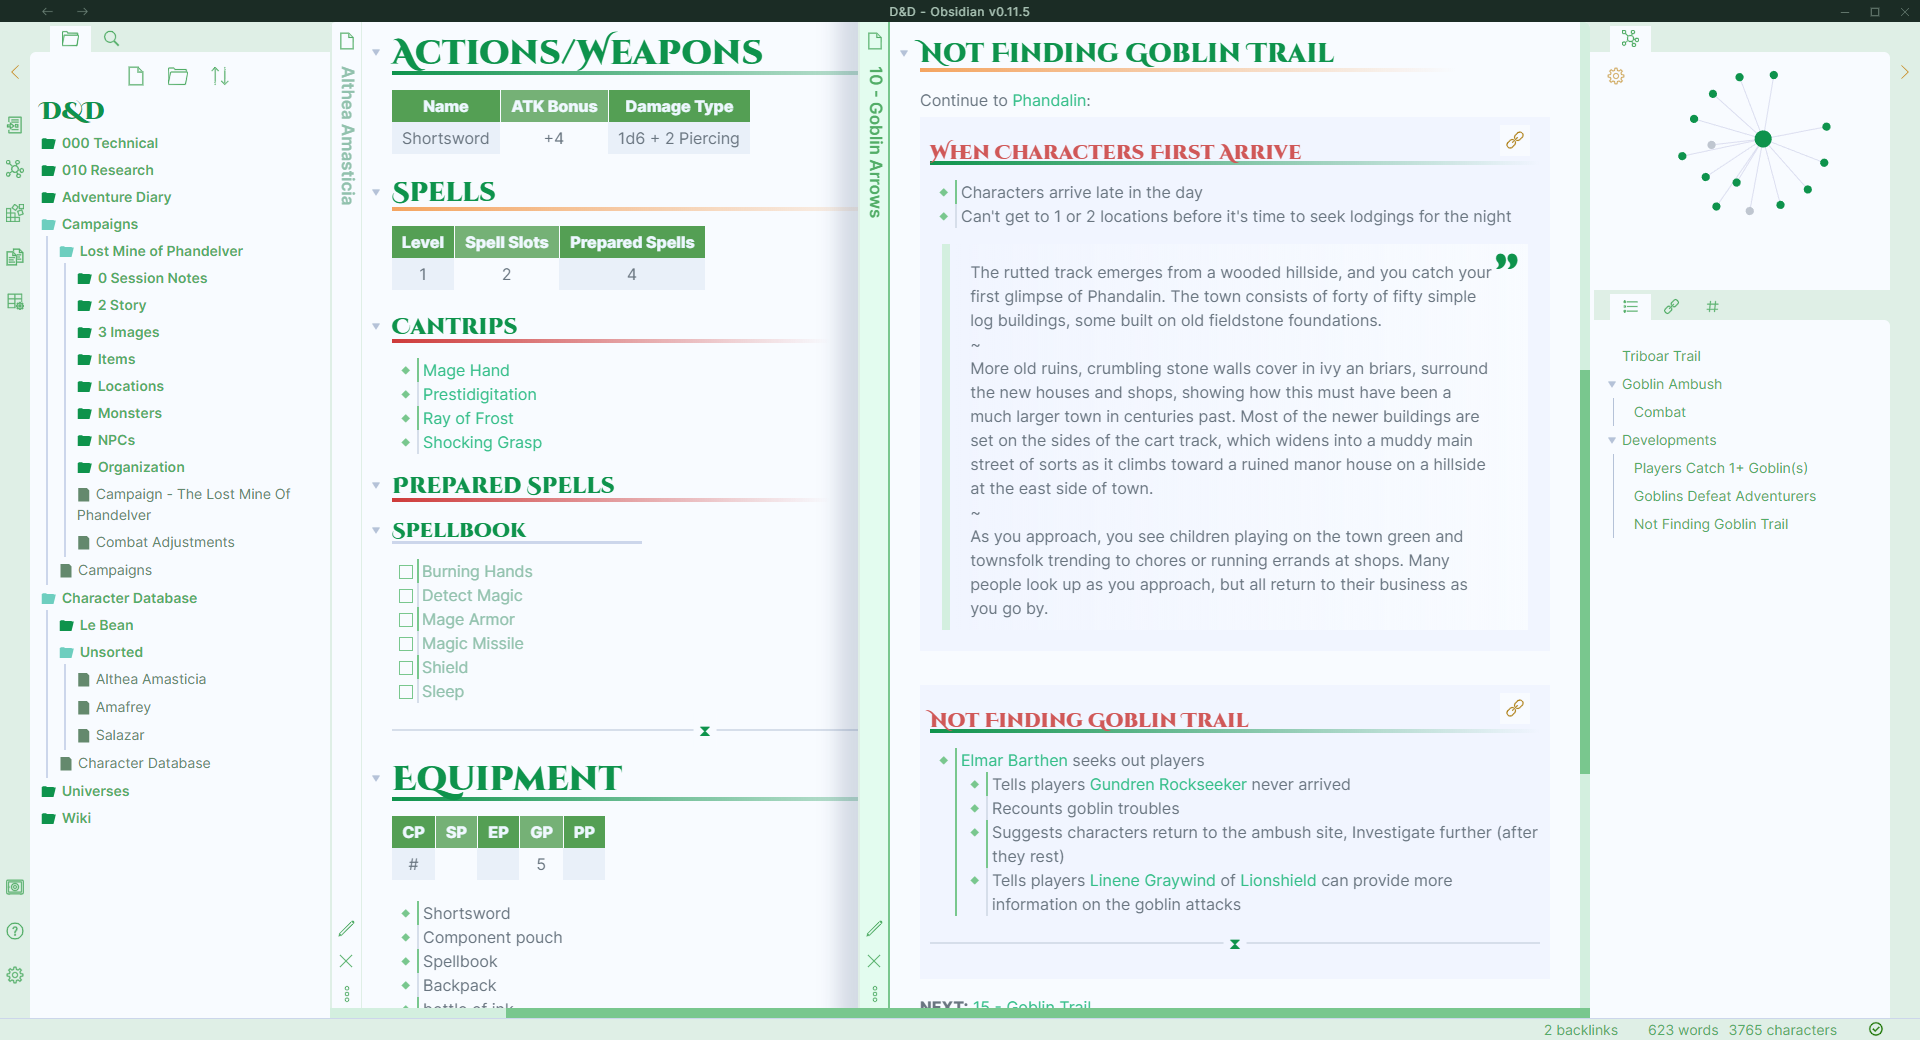 D&D - Obsidian v0.11.5
D&D
000 Technical
010 Research
Adventure Diary
Campaigns
Lost Mine of Phandelver
0 Session Notes
2 Story
3 Images
Items
Locations
Monsters
NPCs
Organization
Campaign - The Lost Mine Of
Phandelver
Combat Adjustments
Campaigns
Character Database
Le Bean
Unsorted
Althea Amasticia
Amafrey
Salazar
Character Database
Universes
Wiki
Althea Amasticia
Actions/Weapons
Name ATK Bonus Damage Type
Shortsword +4 1d6 + 2 Piercing
Spells
Level Spell Slots Prepared Spells
1 2 4
Cantrips
Mage Hand
Prestidigitation
Ray of Frost
Shocking Grasp
Prepared Spells
Spellbook
Burning Hands
Detect Magic
Mage Armor
Magic Missile
Shield
Sleep
Equipment
CP SP EP GP PP
# 5
Shortsword
Component pouch
Spellbook
Backpack
bottle of ink
10 - Goblin Arrows
Not Finding Goblin Trail
Continue to Phandalin:
When Characters First Arrive
Characters arrive late in the day
Can't get to 1 or 2 locations before it's time to seek lodgings for the night
The rutted track emerges from a wooded hillside, and you catch your
first glimpse of Phandalin. The town consists of forty of fifty simple
log buildings, some built on old fieldstone foundations.
~
More old ruins, crumbling stone walls cover in ivy an briars, surround
the new houses and shops, showing how this must have been a
much larger town in centuries past. Most of the newer buildings are
set on the sides of the cart track, which widens into a muddy main
street of sorts as it climbs toward a ruined manor house on a hillside
at the east side of town.
~
As you approach, you see children playing on the town green and
townsfolk trending to chores or running errands at shops. Many
people look up as you approach, but all return to their business as
you go by.
Not Finding Goblin Trail
Elmar Barthen seeks out players
Tells players Gundren Rockseeker never arrived
Recounts goblin troubles
Suggests characters return to the ambush site, Investigate further (after
they rest)
Tells players Linene Graywind of Lionshield can provide more
information on the goblin attacks
NEXT: 15 - Goblin Trail
Triboar Trail
Goblin Ambush
Combat
Developments
Players Catch 1+ Goblin(s)
Goblins Defeat Adventurers
Not Finding Goblin Trail
2 backlinks 623 words 3765 characters